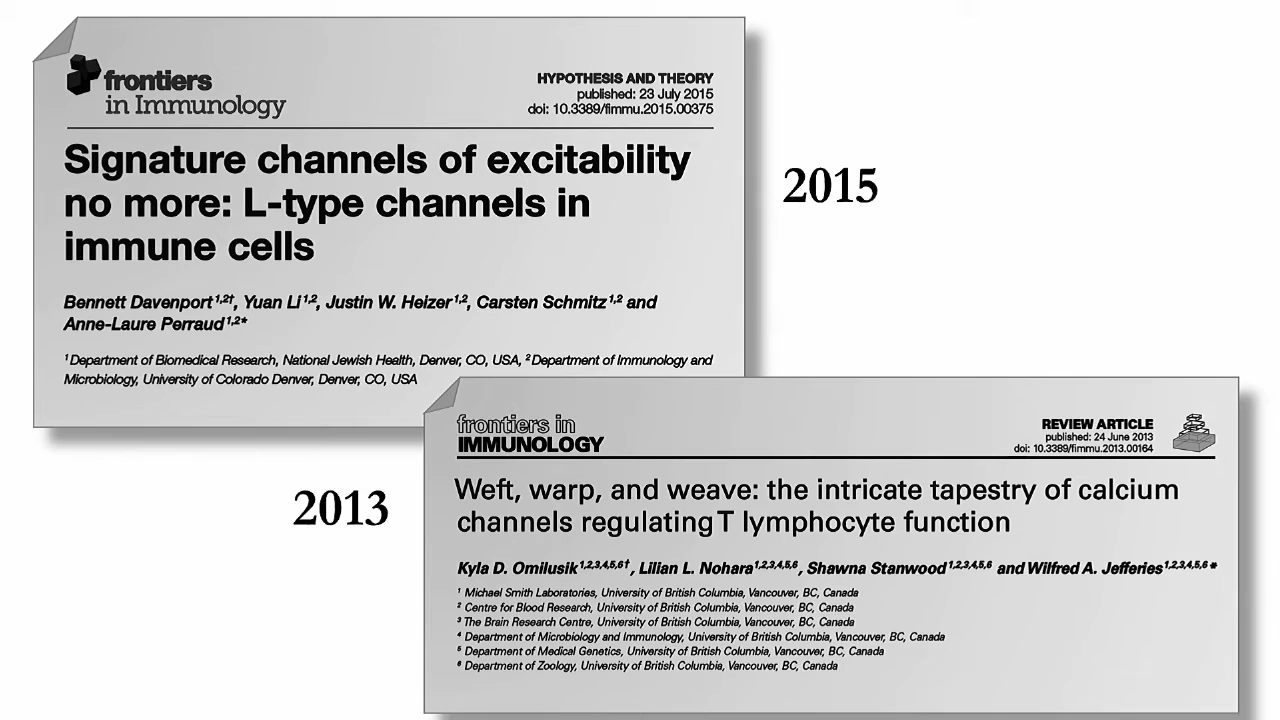 frontiers
in Immunology
HYPOTHESIS AND THEORY
published: 23 July 2015
doi: 10.3389/fimmu.2015.00375
Signature channels of excitability
no more: L-type channels in
immune cells
Bennett Davenport1,2†, Yuan Li1,2, Justin W. Heizer1,2, Carsten Schmitz1,2 and
Anne-Laure Perraud1,2*
1 Department of Biomedical Research, National Jewish Health, Denver, CO, USA, 2 Department of Immunology and
Microbiology, University of Colorado Denver, Denver, CO, USA
2015
2013
frontiers in
IMMUNOLOGY
REVIEW ARTICLE
published: 24 June 2013
doi: 10.3389/fimmu.2013.00164
Weft, warp, and weave: the intricate tapestry of calcium
channels regulating T lymphocyte function
Kyla D. Omilusik1,2,3,4,5,6†, Lilian L. Nohara1,2,3,4,5,6, Shawna Stanwood1,2,3,4,5,6 and Wilfred A. Jefferies1,2,3,4,5,6*
1 Michael Smith Laboratories, University of British Columbia, Vancouver, BC, Canada
2 Centre for Blood Research, University of British Columbia, Vancouver, BC, Canada
3 The Brain Research Centre, University of British Columbia, Vancouver, BC, Canada
4 Department of Microbiology and Immunology, University of British Columbia, Vancouver, BC, Canada
5 Department of Medical Genetics, University of British Columbia, Vancouver, BC, Canada
6 Department of Zoology, University of British Columbia, Vancouver, BC, Canada